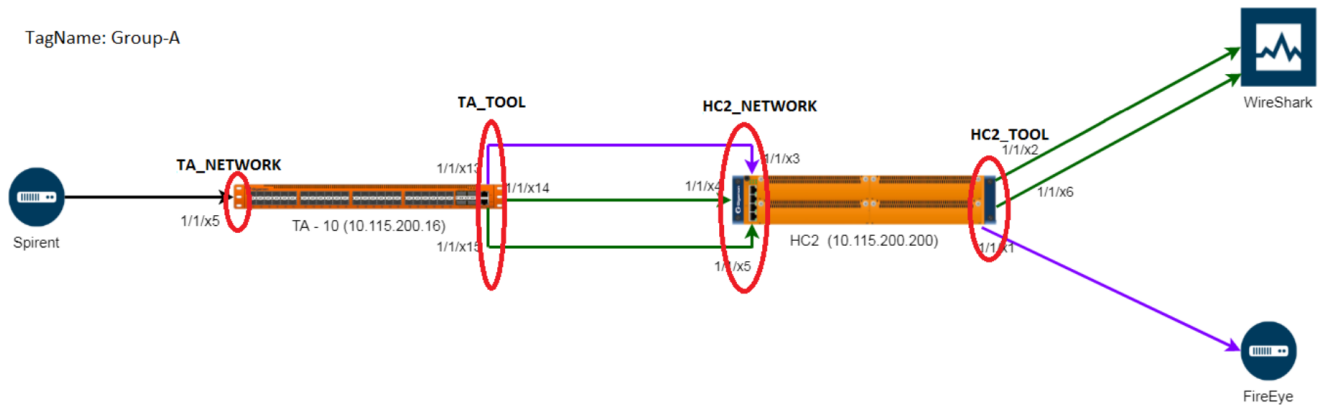 TagName: Group-A
WireShark
TA_TOOL
HC2_NETWORK
HC2_TOOL
1/1/x2
TA_NETWORK
1/1/x13
1/1/x3
1/1/x14
1/1/x4
1/1/x6
1/1/x5
TA - 10 (10.115.200.16)
Spirent
1/1/x15
HC2 (10.115.200.200)
1/1/x1
1/1/x5
FireEye